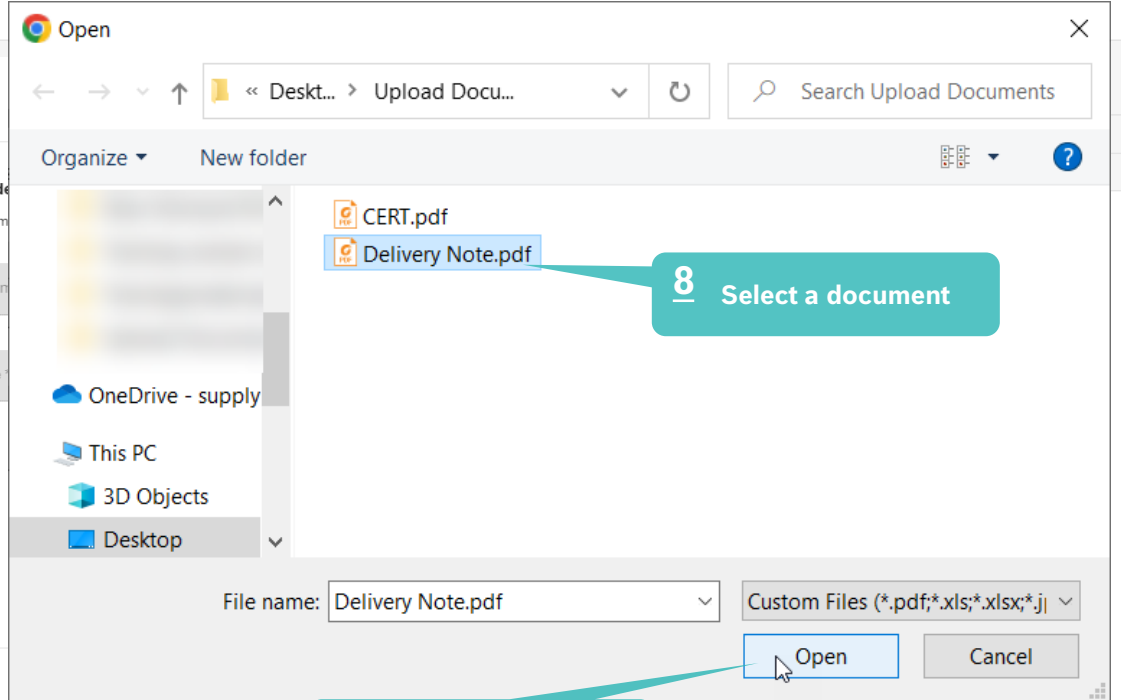 Open
« Deskt... > Upload Docu...
Search Upload Documents
Organize
New folder
?
CERT.pdf
Delivery Note.pdf
8 Select a document
OneDrive - supply
This PC
3D Objects
Desktop
File name: Delivery Note.pdf
Custom Files (*.pdf;*.xls;*.xlsx;*.j
Open
Cancel